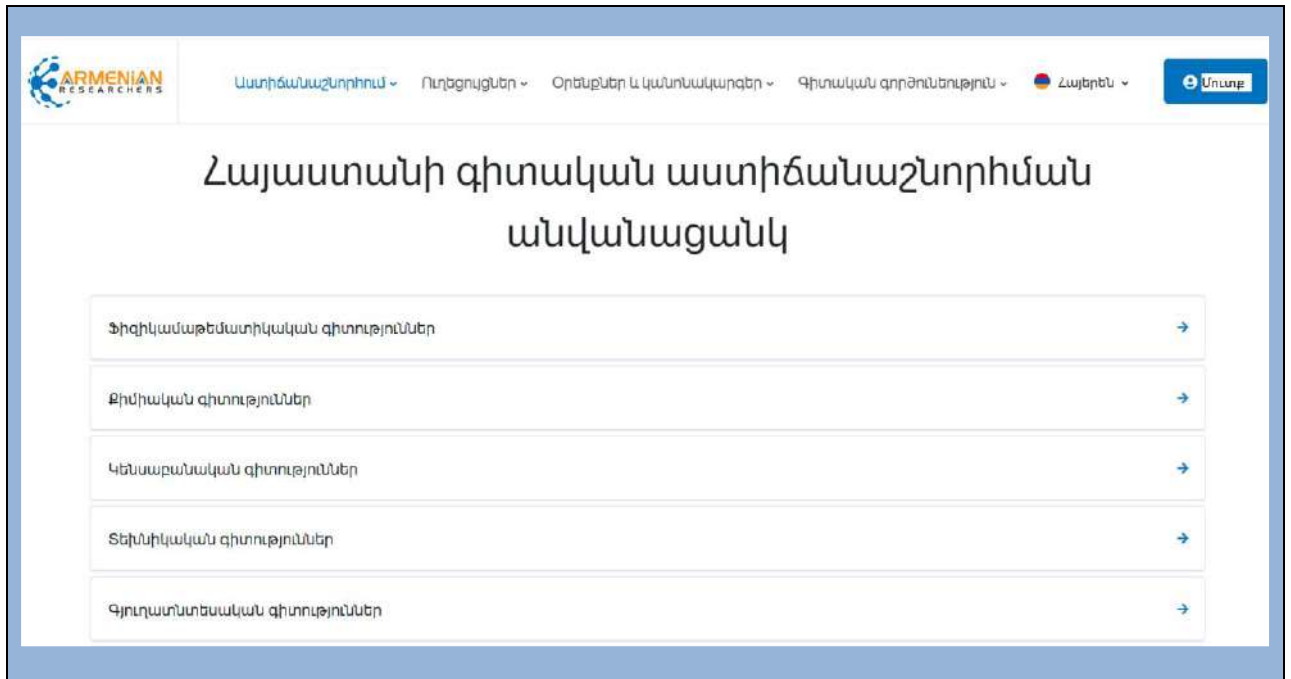 ARMENIAN
RESEARCHERS
Աստիճանաշնորհում Ուղեցույցներ Օրենքներ և կանոնակարգեր Գիտական գործունեություն Հայերեն Մուտք
Հայաստանի գիտական աստիճանաշնորհման
անվանացանկ
Ֆիզիկամաթեմատիկական գիտություններ
Քիմիական գիտություններ
Կենսաբանական գիտություններ
Տեխնիկական գիտություններ
Գյուղատնտեսական գիտություններ